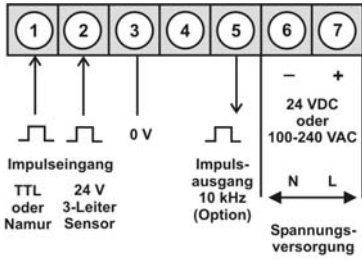 1 2 3 4 5 6 7
− +
24 VDC
oder
100-240 VAC
0 V
Impulseingang
TTL
oder
Namur
24 V
3-Leiter
Sensor
Impuls-
ausgang
10 kHz
(Option)
N L
Spannungs-
versorgung